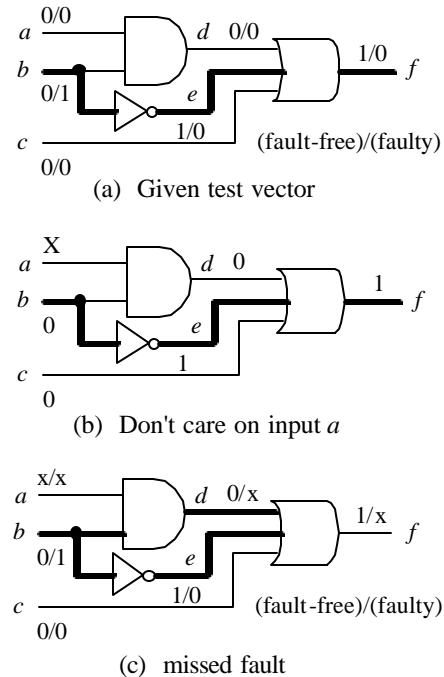 0/0
a d 0/0 1/0
b f
0/1 e
1/0
c (fault-free)/(faulty)
0/0
(a) Given test vector
X
a d 0
b 1 f
0 e
1
c
0
(b) Don't care on input a
x/x
a d 0/x 1/x
b f
0/1 e
1/0
c (fault-free)/(faulty)
0/0
(c) missed fault